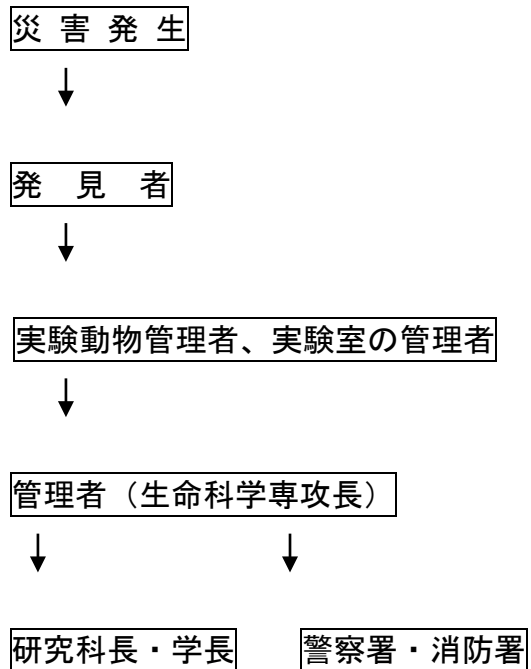 災 害 発 生
↓
発 見 者
↓
実験動物管理者、実験室の管理者
↓
管理者（生命科学専攻長）
↓ ↓
研究科長・学長 警察署・消防署